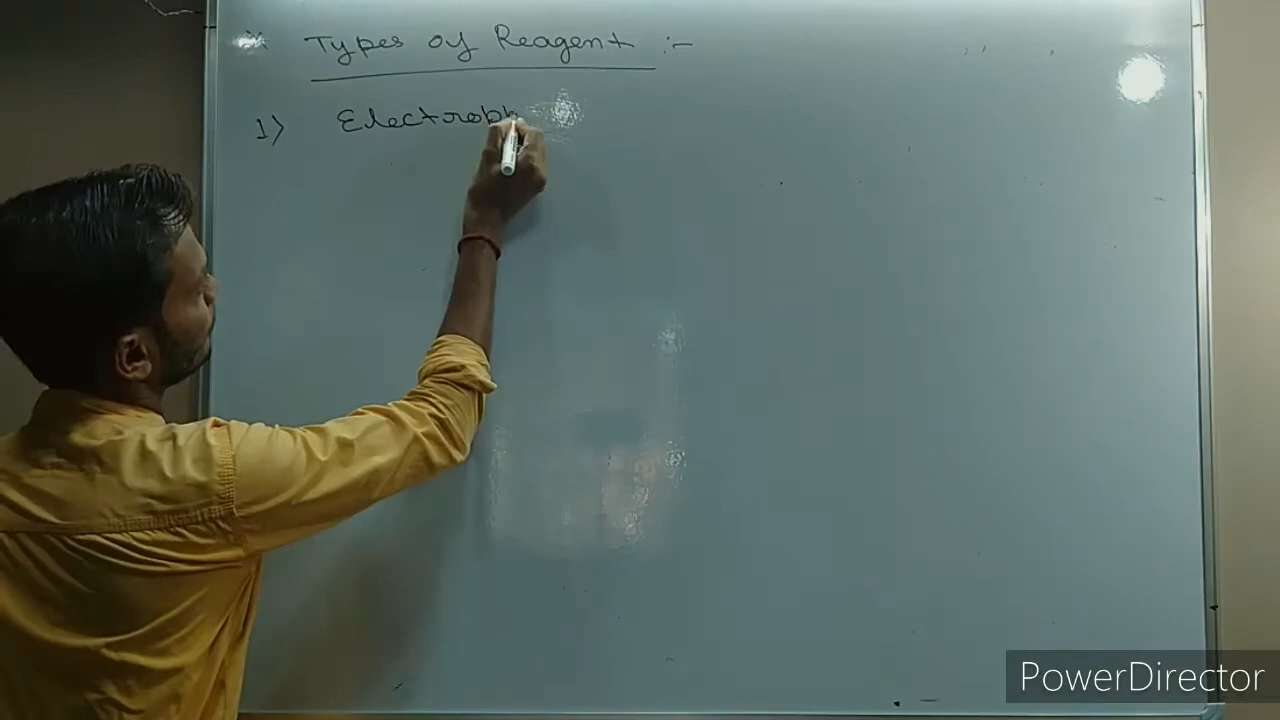 * Types of Reagent :-
1) Electroph
PowerDirector